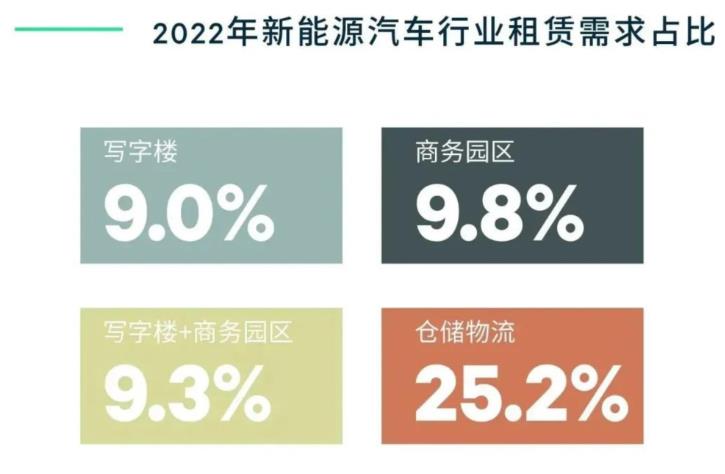 2022年新能源汽车行业租赁需求占比
写字楼
9.0%
商务园区
9.8%
写字楼+商务园区
9.3%
仓储物流
25.2%